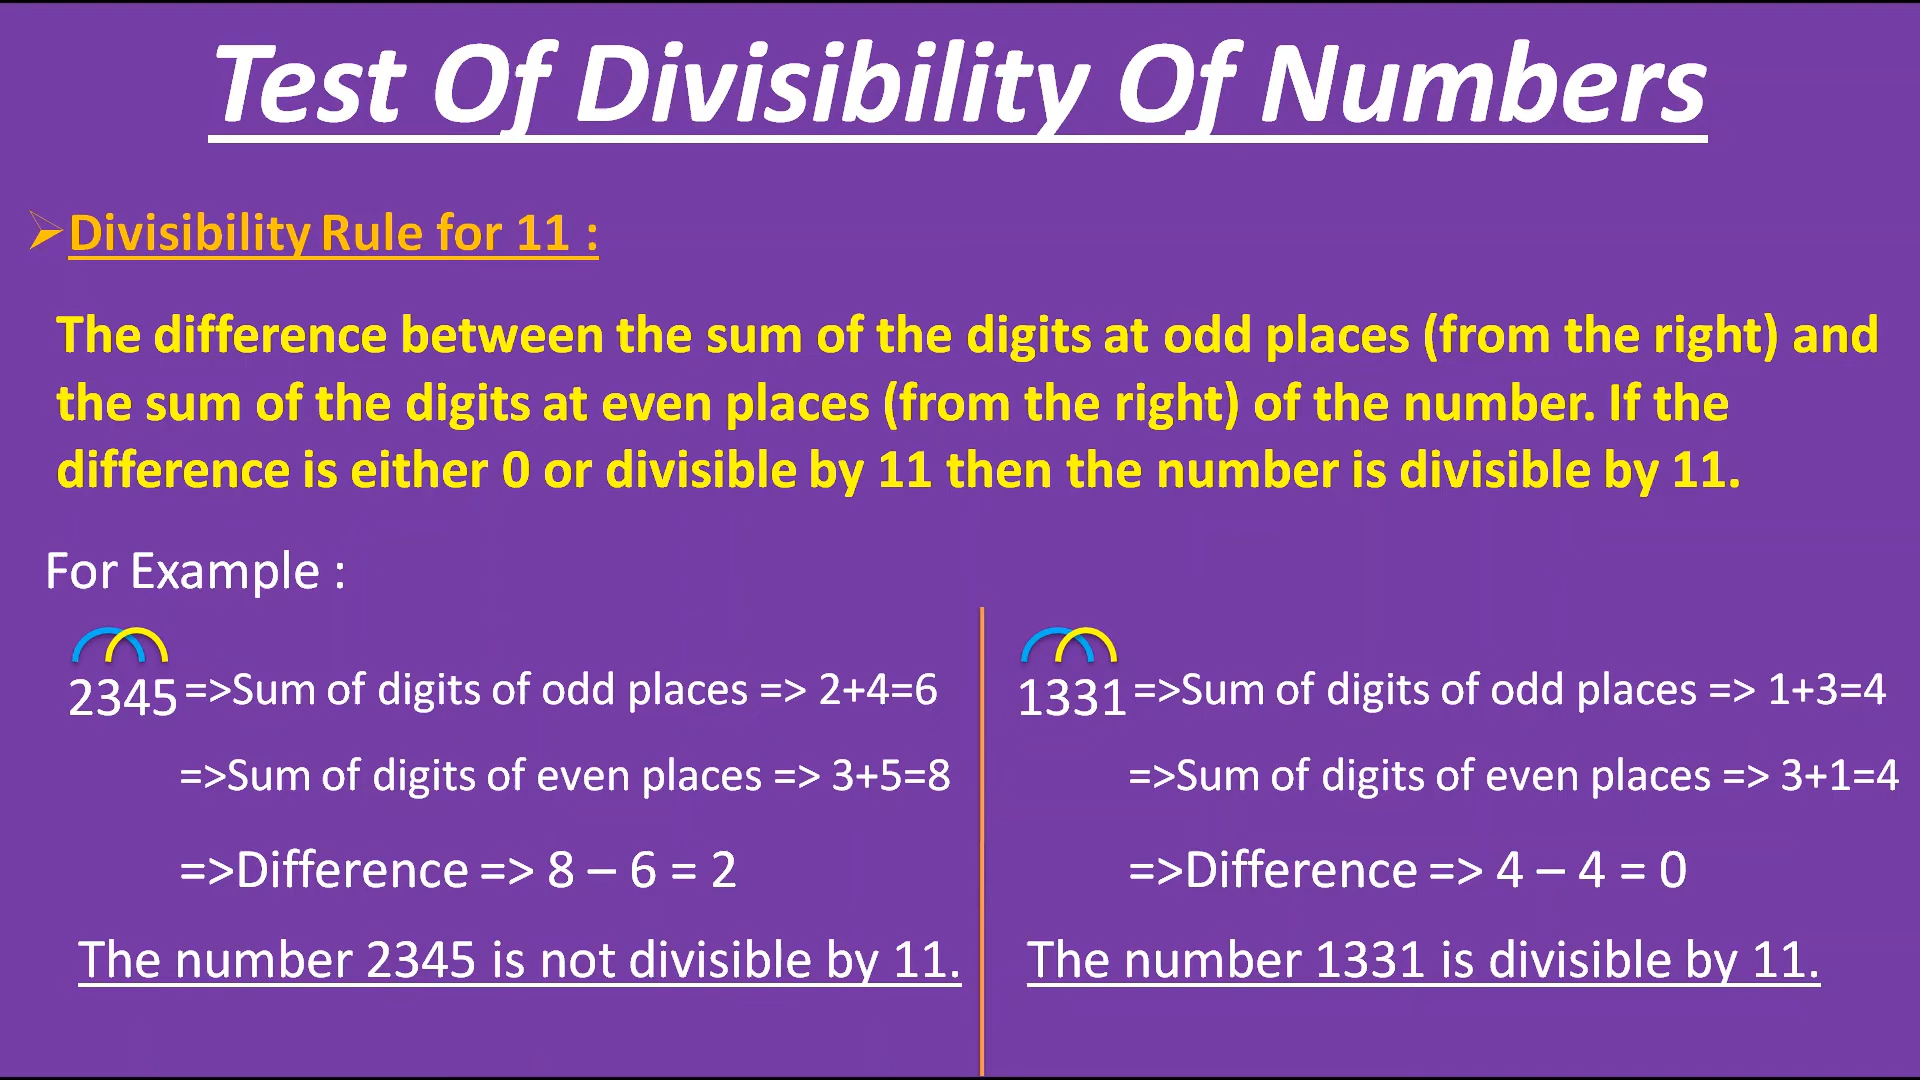 Test Of Divisibility Of Numbers
Divisibility Rule for 11 :
The difference between the sum of the digits at odd places (from the right) and
the sum of the digits at even places (from the right) of the number. If the
difference is either 0 or divisible by 11 then the number is divisible by 11.
For Example :
2345 =>Sum of digits of odd places => 2+4=6
=>Sum of digits of even places => 3+5=8
=>Difference => 8 – 6 = 2
The number 2345 is not divisible by 11.
1331 =>Sum of digits of odd places => 1+3=4
=>Sum of digits of even places => 3+1=4
=>Difference => 4 – 4 = 0
The number 1331 is divisible by 11.